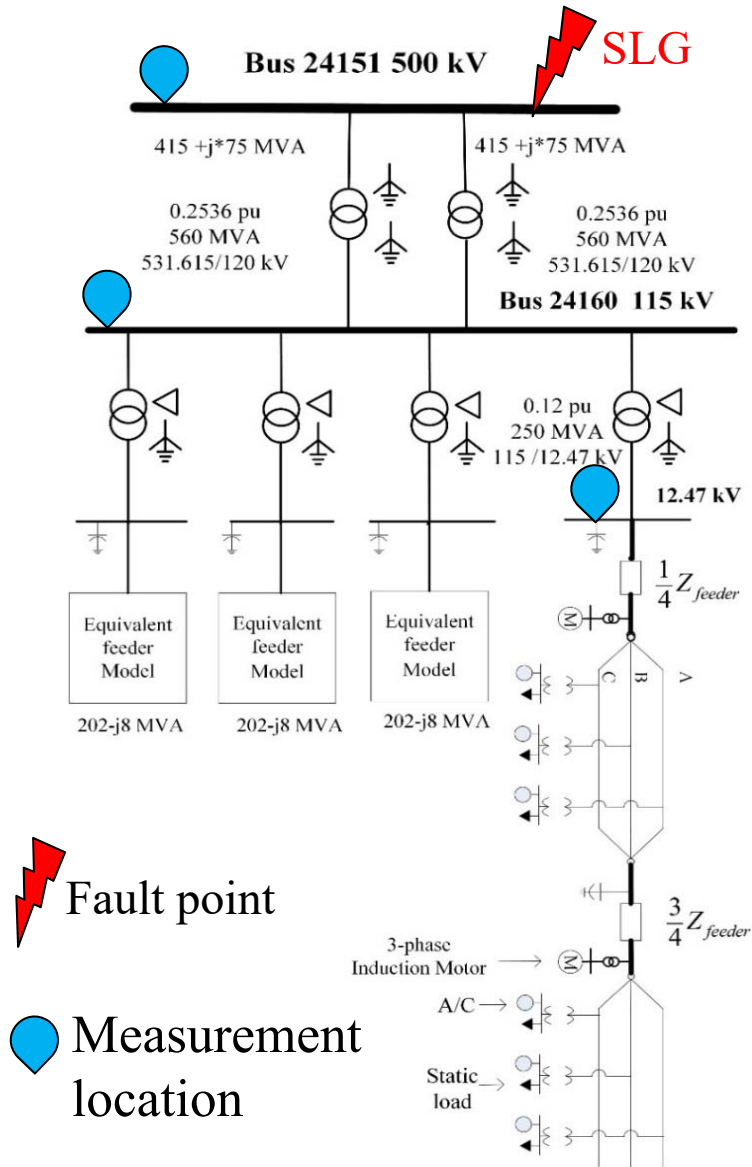 SLG
Bus 24151 500 kV
415 +j*75 MVA
415 +j*75 MVA
0.2536 pu
560 MVA
531.615/120 kV
0.2536 pu
560 MVA
531.615/120 kV
Bus 24160 115 kV
0.12 pu
250 MVA
115 /12.47 kV
12.47 kV
1/4 Z feeder
M
Equivalent
feeder
Model
Equivalent
feeder
Model
Equivalent
feeder
Model
C B A
202-j8 MVA
202-j8 MVA
202-j8 MVA
Fault point
3/4 Z feeder
3-phase
Induction Motor
M
A/C
Measurement
location
Static
load